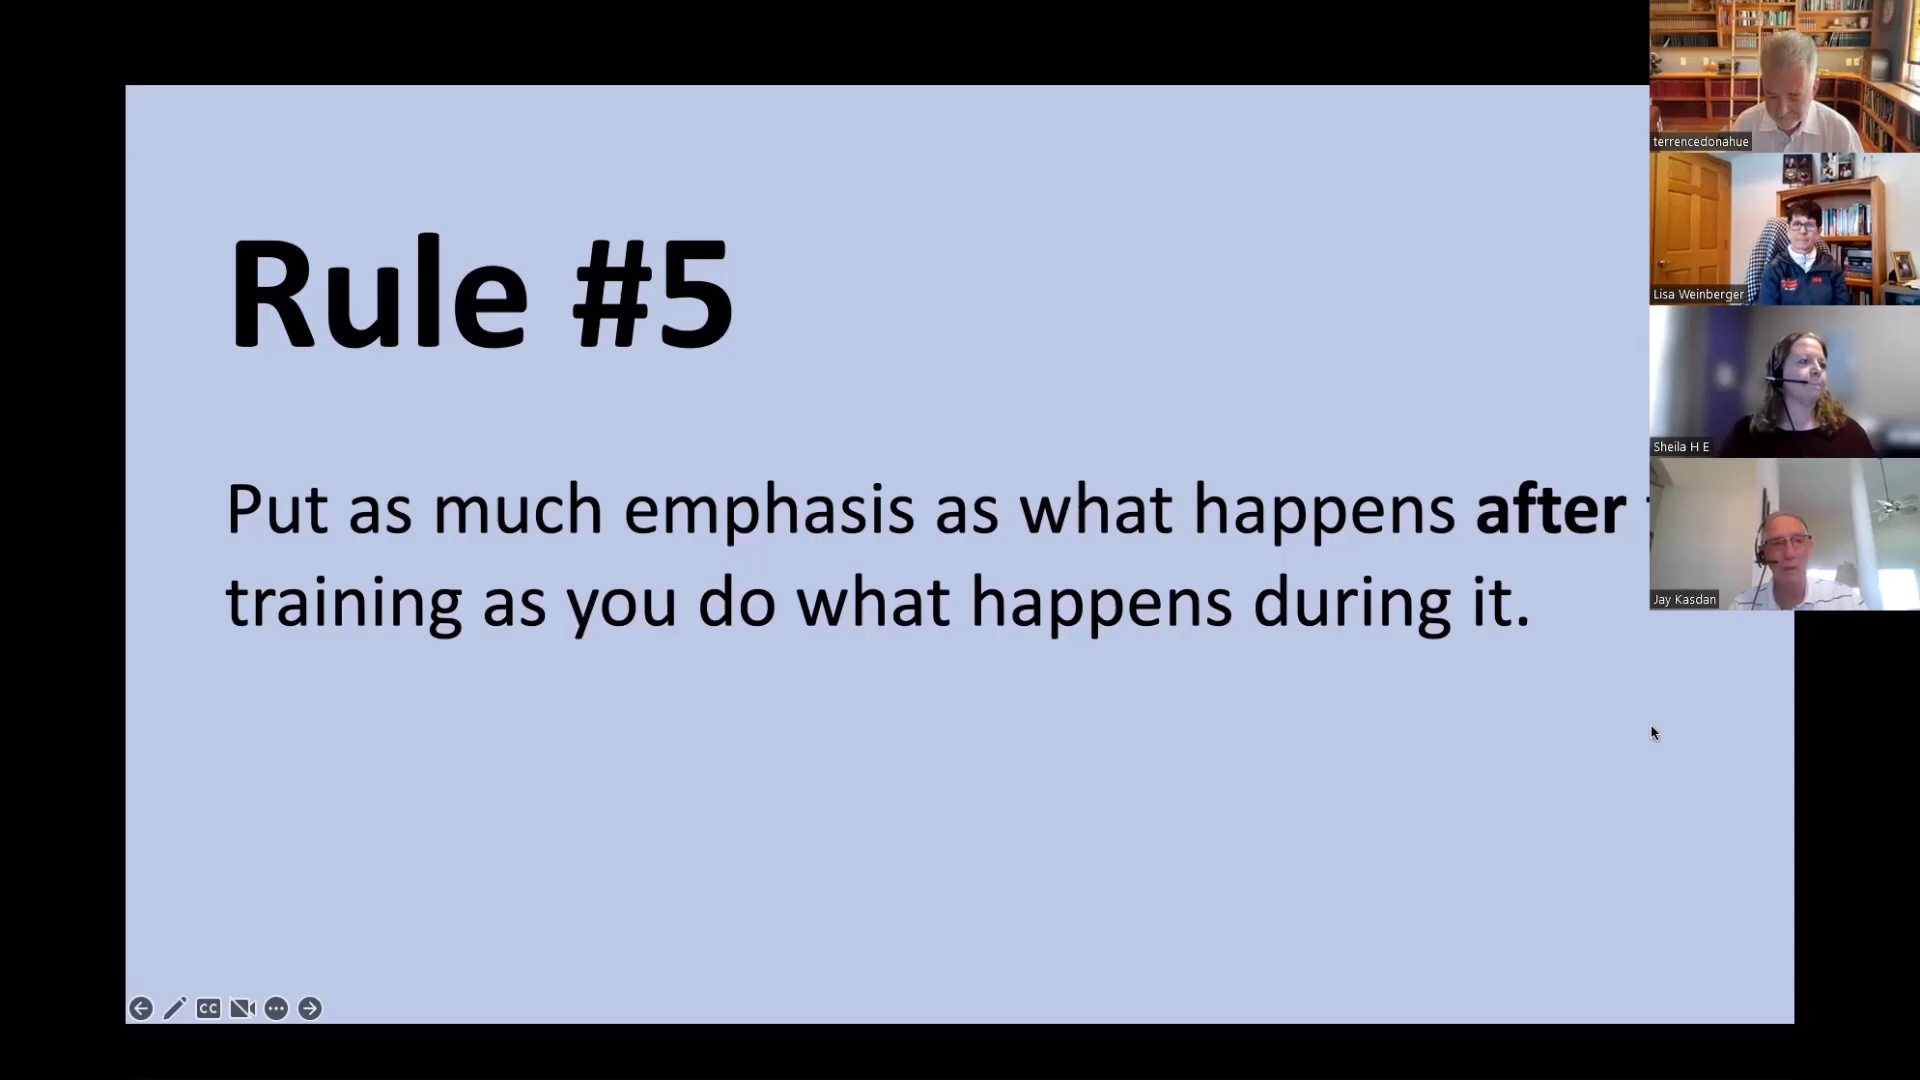 Rule #5
Put as much emphasis as what happens after
training as you do what happens during it.
terrencedonahue
Lisa Weinberger
Sheila H E
Jay Kasdan
CC